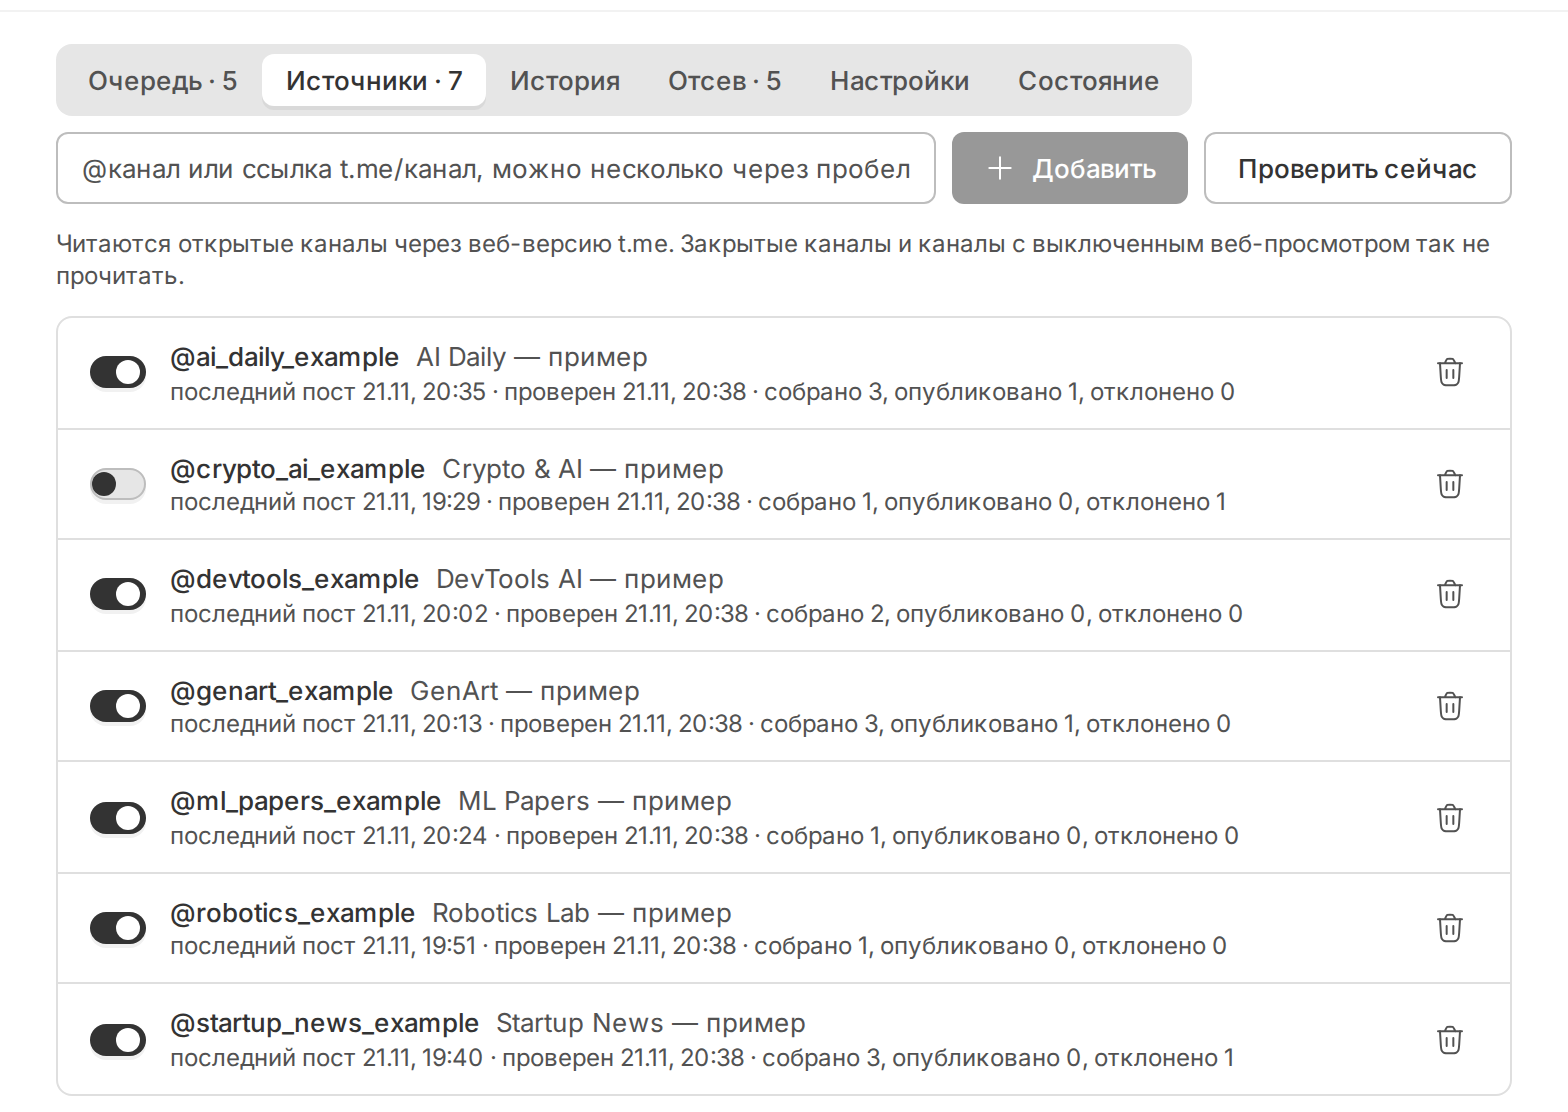 Очередь · 5 Источники · 7 История Отсев · 5 Настройки Состояние
@канал или ссылка t.me/канал, можно несколько через пробел Добавить Проверить сейчас
Читаются открытые каналы через веб-версию t.me. Закрытые каналы и каналы с выключенным веб-просмотром так не
прочитать.
@ai_daily_example AI Daily — пример
последний пост 21.11, 20:35 · проверен 21.11, 20:38 · собрано 3, опубликовано 1, отклонено 0
@crypto_ai_example Crypto & AI — пример
последний пост 21.11, 19:29 · проверен 21.11, 20:38 · собрано 1, опубликовано 0, отклонено 1
@devtools_example DevTools AI — пример
последний пост 21.11, 20:02 · проверен 21.11, 20:38 · собрано 2, опубликовано 0, отклонено 0
@genart_example GenArt — пример
последний пост 21.11, 20:13 · проверен 21.11, 20:38 · собрано 3, опубликовано 1, отклонено 0
@ml_papers_example ML Papers — пример
последний пост 21.11, 20:24 · проверен 21.11, 20:38 · собрано 1, опубликовано 0, отклонено 0
@robotics_example Robotics Lab — пример
последний пост 21.11, 19:51 · проверен 21.11, 20:38 · собрано 1, опубликовано 0, отклонено 0
@startup_news_example Startup News — пример
последний пост 21.11, 19:40 · проверен 21.11, 20:38 · собрано 3, опубликовано 0, отклонено 1